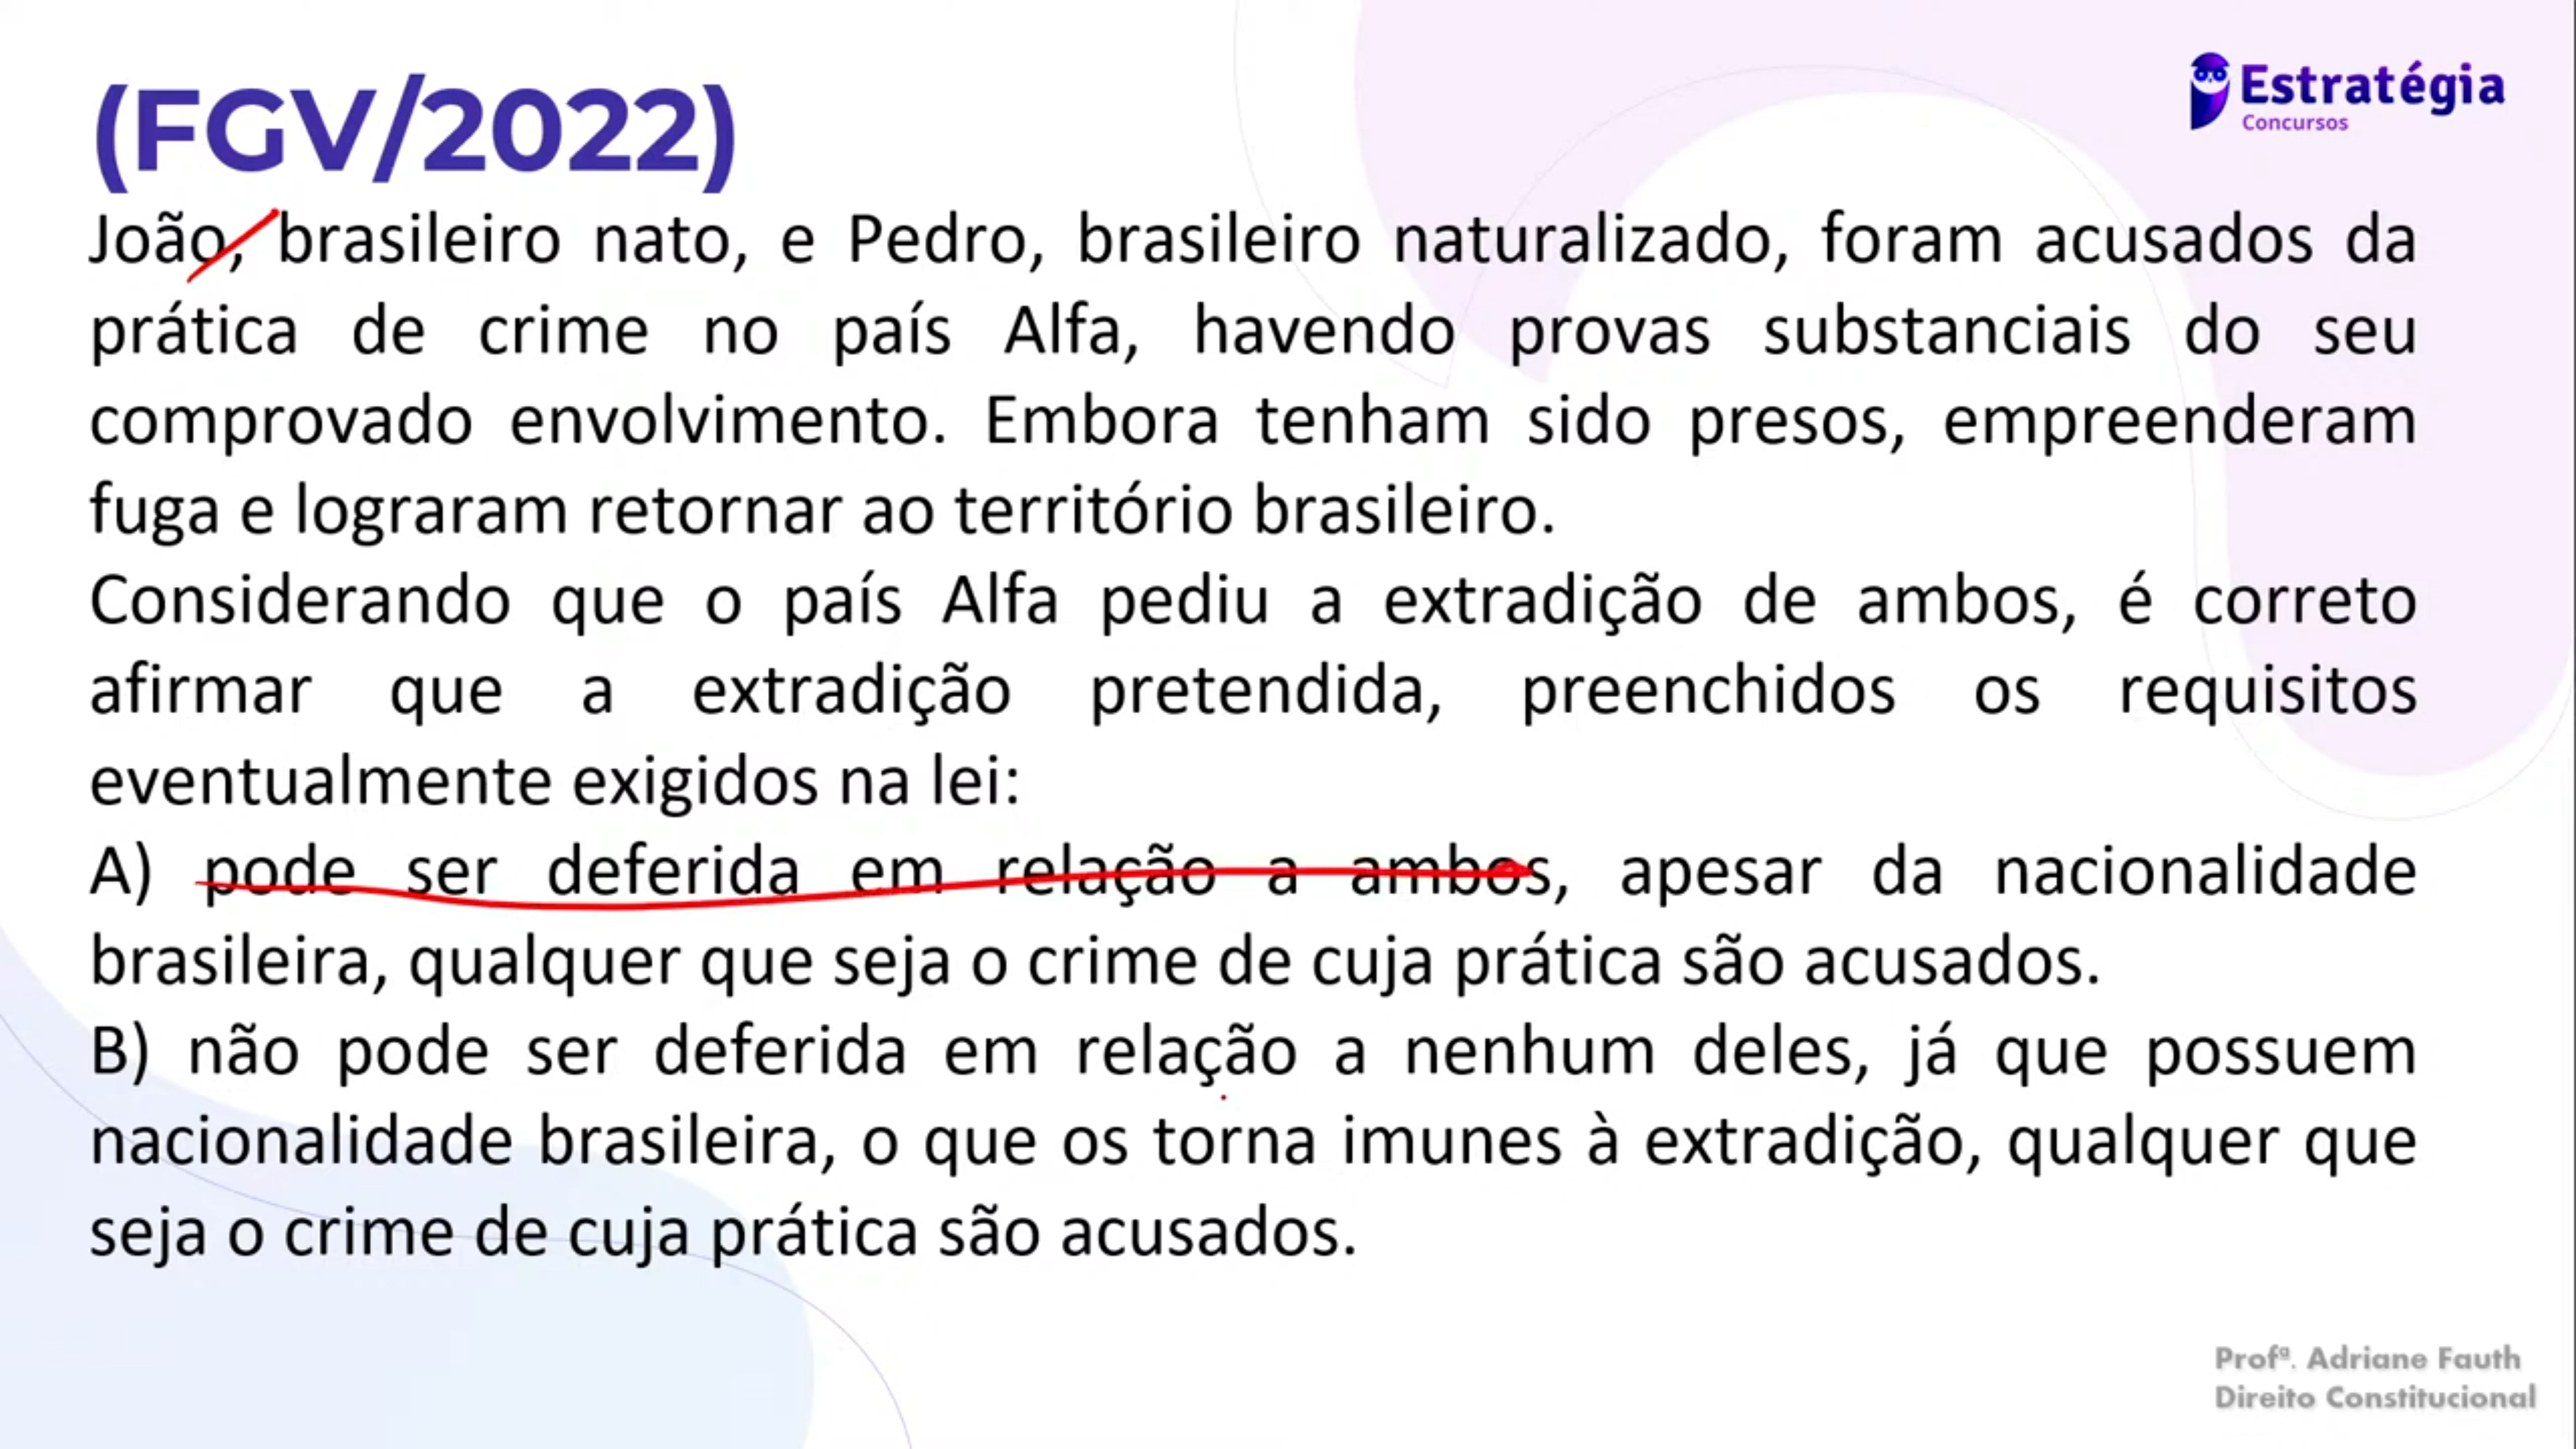 (FGV/2022)
Estratégia
Concursos
João, brasileiro nato, e Pedro, brasileiro naturalizado, foram acusados da
prática de crime no país Alfa, havendo provas substanciais do seu
comprovado envolvimento. Embora tenham sido presos, empreenderam
fuga e lograram retornar ao território brasileiro.
Considerando que o país Alfa pediu a extradição de ambos, é correto
afirmar que a extradição pretendida, preenchidos os requisitos
eventualmente exigidos na lei:
A) pode ser deferida em relação a ambos, apesar da nacionalidade
brasileira, qualquer que seja o crime de cuja prática são acusados.
B) não pode ser deferida em relação a nenhum deles, já que possuem
nacionalidade brasileira, o que os torna imunes à extradição, qualquer que
seja o crime de cuja prática são acusados.
Profª. Adriane Fauth
Direito Constitucional